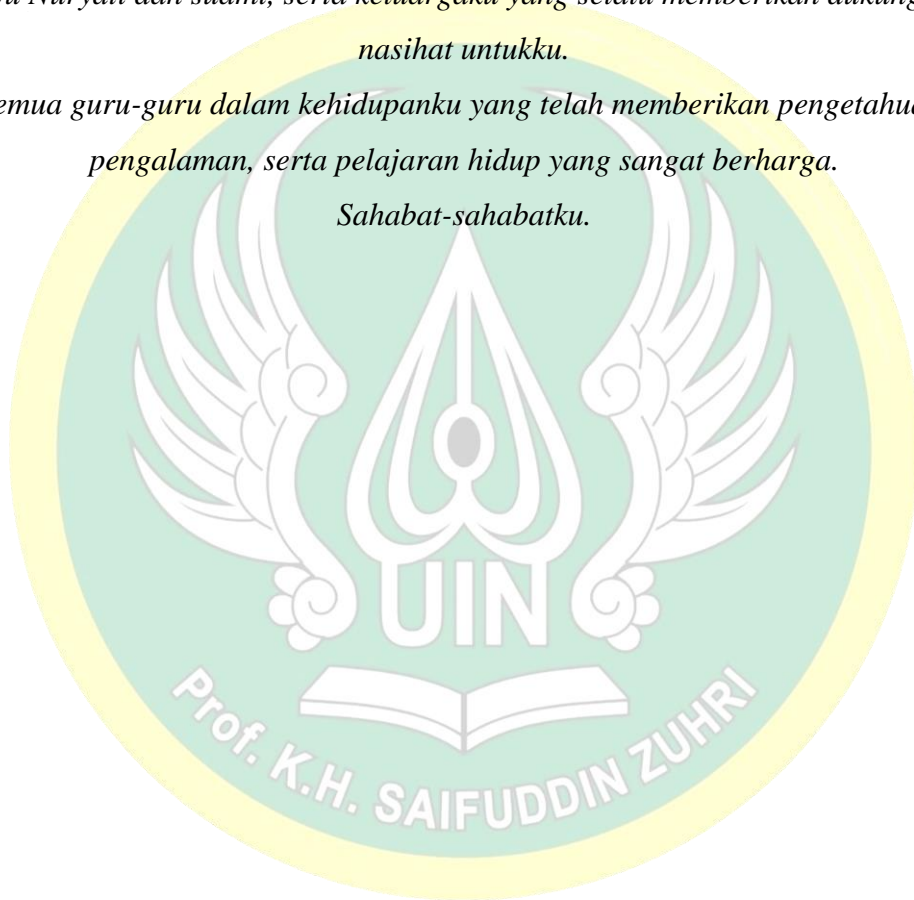 Nuryati dan suami, serta keluargaku yang selalu memberikan
nasihat untukku.
guru-guru dalam kehidupanku yang telah memberikan
pengalaman, serta pelajaran hidup yang sangat berharga.
Sahabat-sahabatku.
UIN
Prof. K.H. SAIFUDDIN ZUHRI